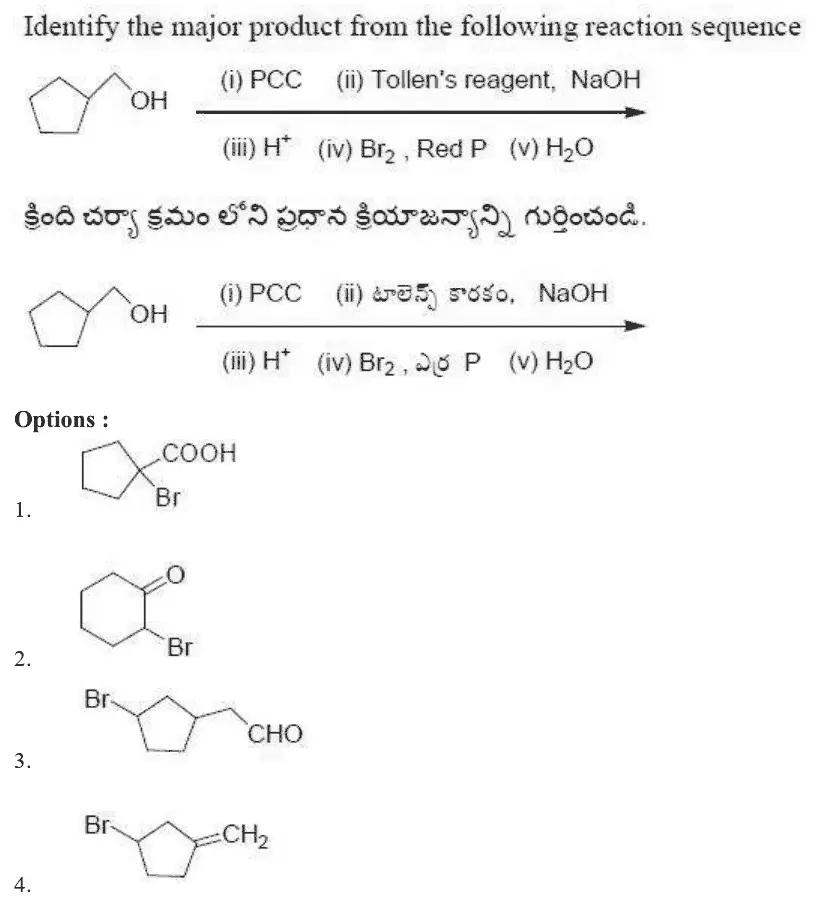 Identify the major product from the following reaction sequence
(i) PCC (ii) Tollen's reagent, NaOH
OH
(iii) H⁺ (iv) Br₂ , Red P (v) H₂O
క్రింది చర్యా క్రమం లోని ప్రధాన క్రియాజన్యాన్ని గుర్తించండి.
(i) PCC (ii) టాలెన్స్ కారకం, NaOH
OH
(iii) H⁺ (iv) Br₂ , ఎర్ర P (v) H₂O
Options :
COOH
Br
1.
O
Br
2.
Br
CHO
3.
Br
CH₂
4.